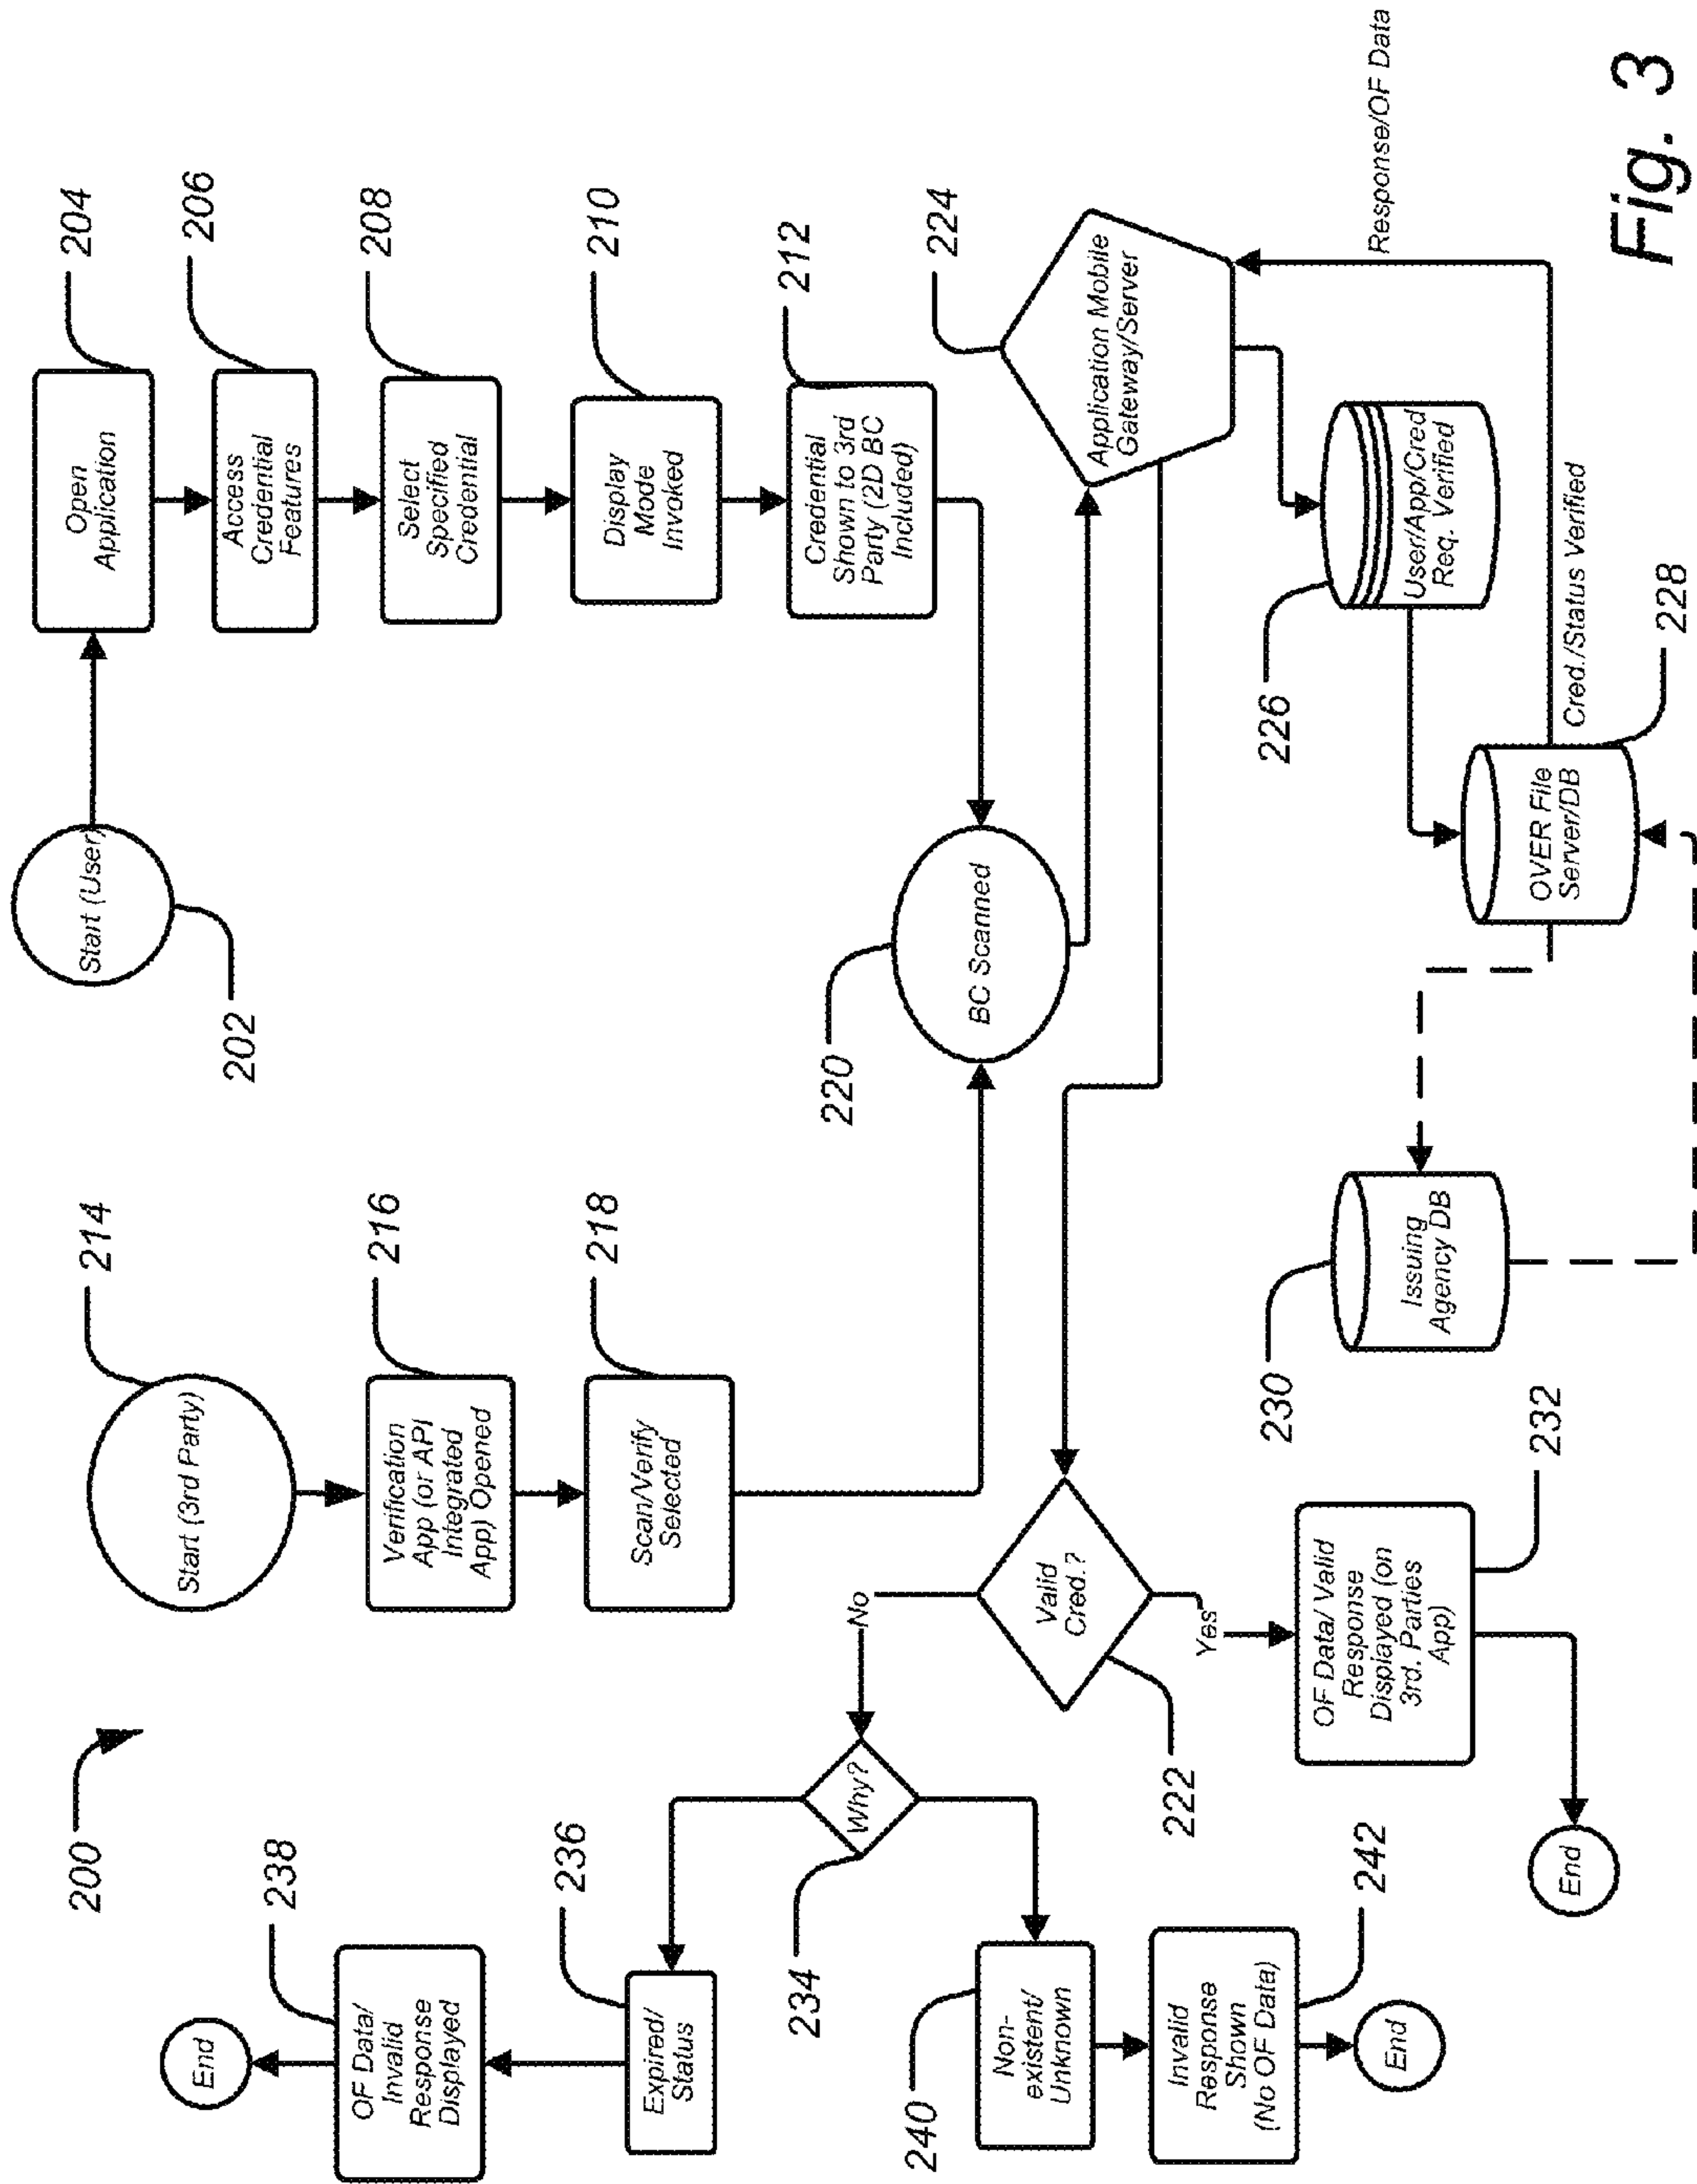 200
Start (User)
202
Open
Application
204
Access
Credential
Features
206
Select
Specified
Credential
208
Display
Mode
Invoked
210
Credential
Shown to 3rd
Party (2D BC
Included)
212
Start (3rd Party)
214
Verification
App (or API
Integrated
App) Opened
216
Scan/Verify
Selected
218
BC Scanned
220
Application Mobile
Gateway/Server
224
User/App/Cred
Req. Verified
226
OVER File
Server/DB
228
Cred./Status Verified
Response/OF Data
Issuing
Agency DB
230
Valid
Cred.?
222
Yes
OF Data/ Valid
Response
Displayed (on
3rd. Parties
App)
232
End
No
Why?
234
Expired/
Status
236
OF Data/
Invalid
Response
Displayed
238
End
Non-
existent/
Unknown
240
Invalid
Response
Shown
(No OF Data)
242
End
Fig. 3